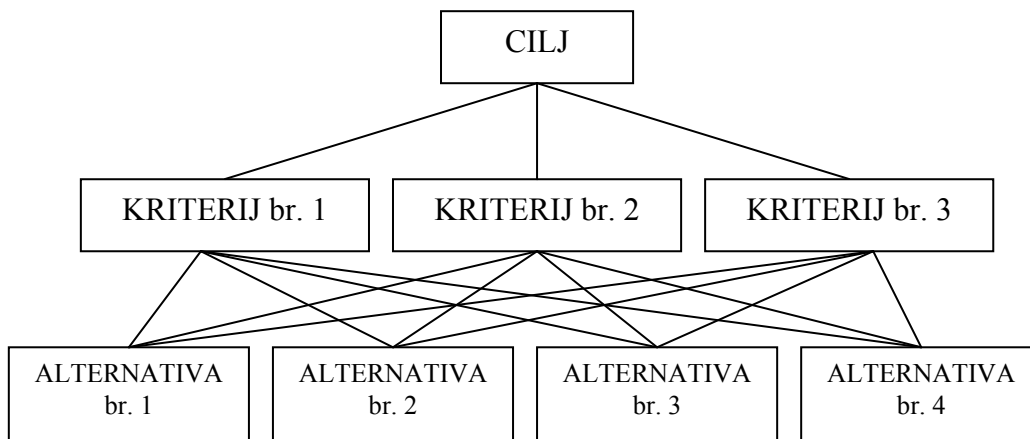 CILJ
KRITERIJ br. 1
KRITERIJ br. 2
KRITERIJ br. 3
ALTERNATIVA
br. 1
ALTERNATIVA
br. 2
ALTERNATIVA
br. 3
ALTERNATIVA
br. 4